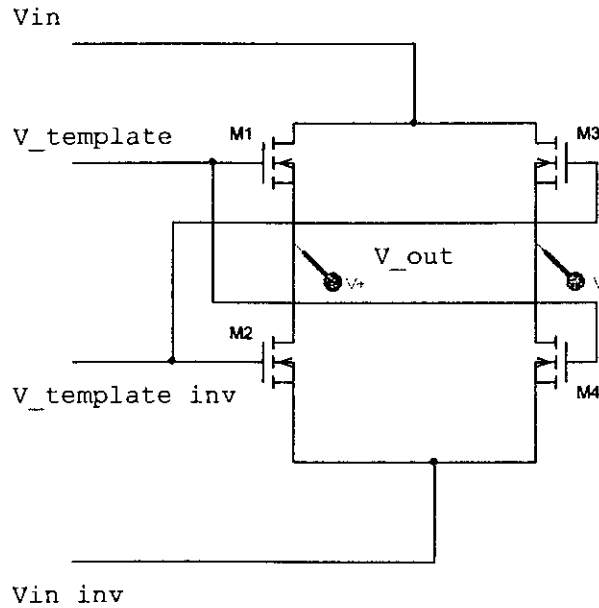 Vin
V_template
M1
M3
V_out
V+
V
M2
V_template inv
M4
Vin inv